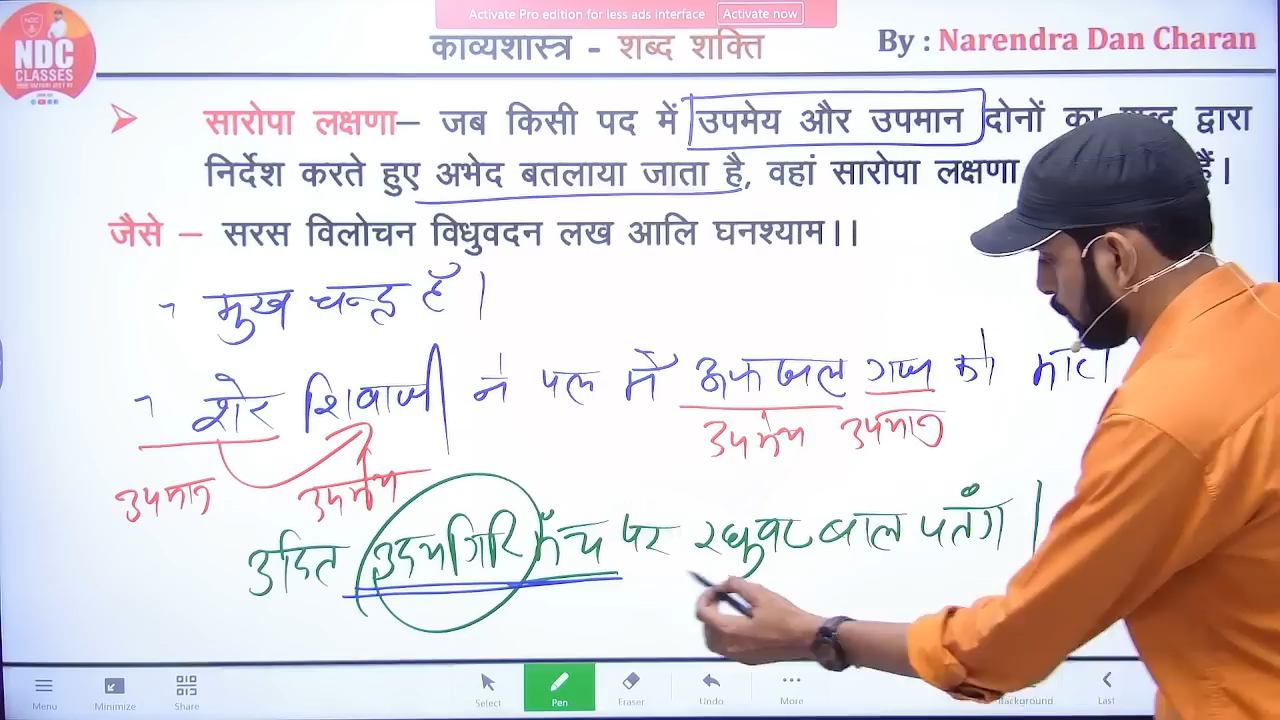 Activate Pro edition for less ads interface Activate now
NDC
CLASSES
काव्यशास्त्र - शब्द शक्ति
By : Narendra Dan Charan
सारोपा लक्षणा– जब किसी पद में उपमेय और उपमान दोनों का शब्द द्वारा
निर्देश करते हुए अभेद बतलाया जाता है, वहां सारोपा लक्षणा हैं।
जैसे – सरस विलोचन विधुवदन लख आलि घनश्याम।।
मुख चन्द्र है।
शेर शिवाजी ने पल में अफजल गज को मारा
उपमान उपमेय उपमेय उपमान
उदित उदयगिरि मँच पर रघुवर बाल पतंग।
Menu Minimize Share Select Pen Eraser Undo More Background Last